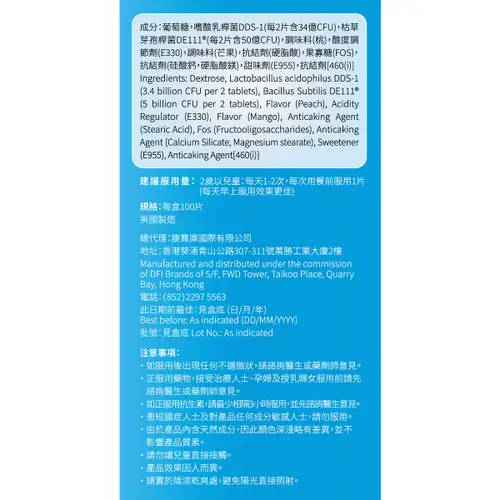 成分：葡萄糖，嗜酸乳桿菌DDS-1(每2片含34億CFU)，枯草
芽孢桿菌DE111®(每2片含50億CFU)，調味料(桃)，酸度調
節劑(E330)，調味料(芒果)，抗結劑(硬脂酸)，果寡糖(FOS)，
抗結劑(硅酸鈣，硬脂酸鎂)，甜味劑(E955)，抗結劑[460(i)]
Ingredients: Dextrose, Lactobacillus acidophilus DDS-1
(3.4 billion CFU per 2 tablets), Bacillus Subtilis DE111®
(5 billion CFU per 2 tablets), Flavor (Peach), Acidity
Regulator (E330), Flavor (Mango), Anticaking Agent
(Stearic Acid), Fos (Fructooligosaccharides), Anticaking
Agent (Calcium Silicate, Magnesium stearate), Sweetener
(E955), Anticaking Agent[460(i)]
建議服用量：2歲以兒童：每天1-2次，每次用餐前服用1片
(每天早上服用效果更佳)
規格：每盒100片
美國製造
總代理：康寶庫國際有限公司
地址：香港葵涌青山公路307-311號萬勝工業大廈2樓
Manufactured and distributed under the commission
of DFI Brands of 5/F, FWD Tower, Taikoo Place, Quarry
Bay, Hong Kong
電話：(852)2297 5563
此日期前最佳：見盒底 (日/月/年)
Best before: As indicated (DD/MM/YYYY)
批號：見盒底 Lot No.: As indicated
注意事項：
・如服用後出現任何不適徵狀，請諮詢醫生或藥劑師意見。
・正服用藥物，接受治療人士、孕婦及授乳婦女服用前請先
諮詢醫生或藥劑師意見。
・如正服用抗生素，請最少相隔3小時服用，並先諮詢醫生意見。
・患短腸症人士及對產品任何成分敏感人士，請勿服用。
・由於產品內含天然成分，因此顏色深淺略有差異，並不
影響產品質素。
・請勿讓兒童直接接觸。
・產品效果因人而異。
・請置於陰涼乾爽處，避免陽光直接照射。